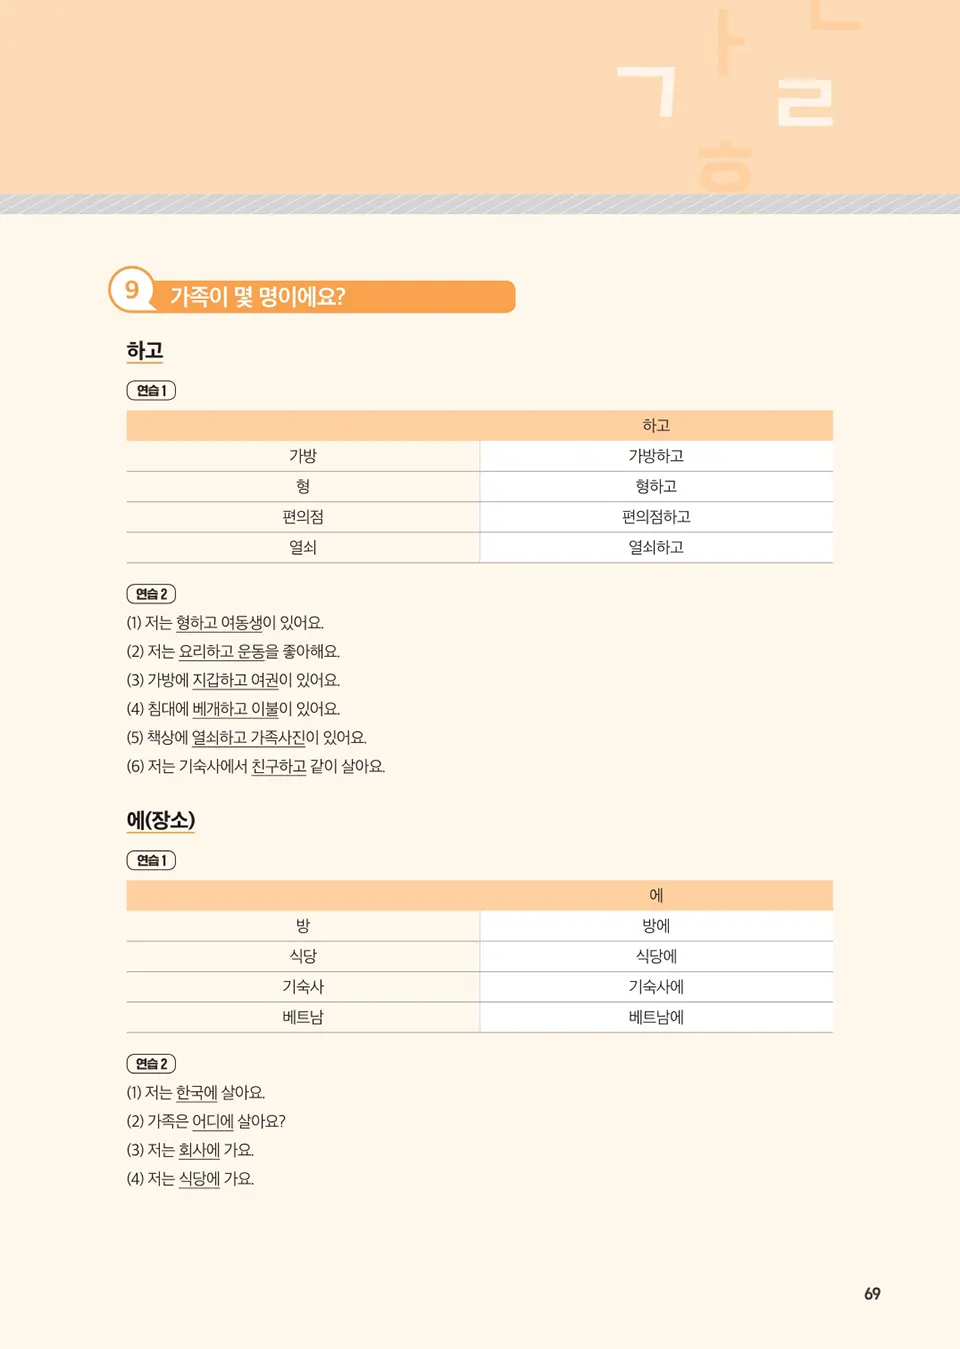 ㅏ ㄴ
ㄱ ㄹ
ㅎ
9 가족이 몇 명이에요?
하고
연습 1
하고
가방 가방하고
형 형하고
편의점 편의점하고
열쇠 열쇠하고
연습 2
(1) 저는 형하고 여동생이 있어요.
(2) 저는 요리하고 운동을 좋아해요.
(3) 가방에 지갑하고 여권이 있어요.
(4) 침대에 베개하고 이불이 있어요.
(5) 책상에 열쇠하고 가족사진이 있어요.
(6) 저는 기숙사에서 친구하고 같이 살아요.
에(장소)
연습 1
에
방 방에
식당 식당에
기숙사 기숙사에
베트남 베트남에
연습 2
(1) 저는 한국에 살아요.
(2) 가족은 어디에 살아요?
(3) 저는 회사에 가요.
(4) 저는 식당에 가요.
69